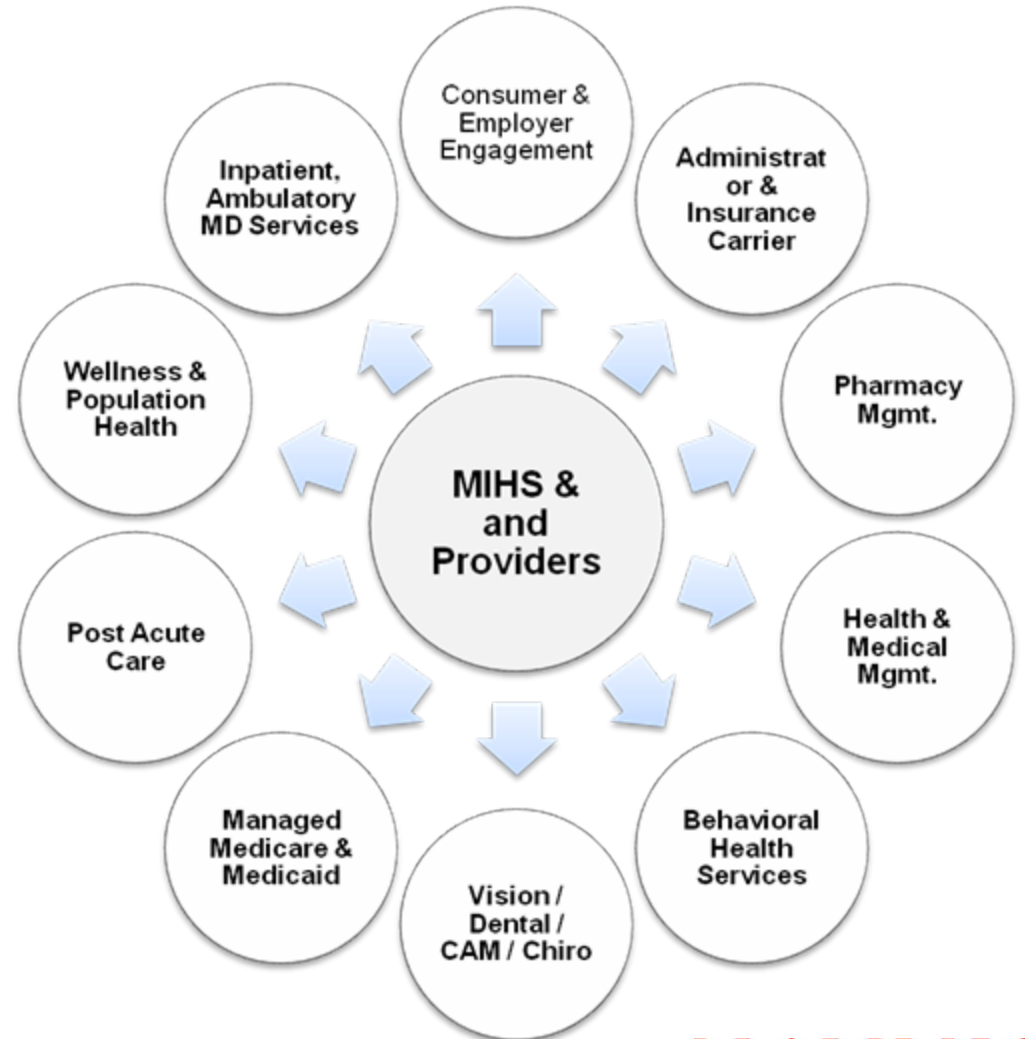 Consumer &
Employer
Engagement
Administrat
or &
Insurance
Carrier
Pharmacy
Mgmt.
Health &
Medical
Mgmt.
Behavioral
Health
Services
Vision /
Dental /
CAM / Chiro
Managed
Medicare &
Medicaid
Post Acute
Care
Wellness &
Population
Health
Inpatient,
Ambulatory
MD Services
MIHS &
and
Providers